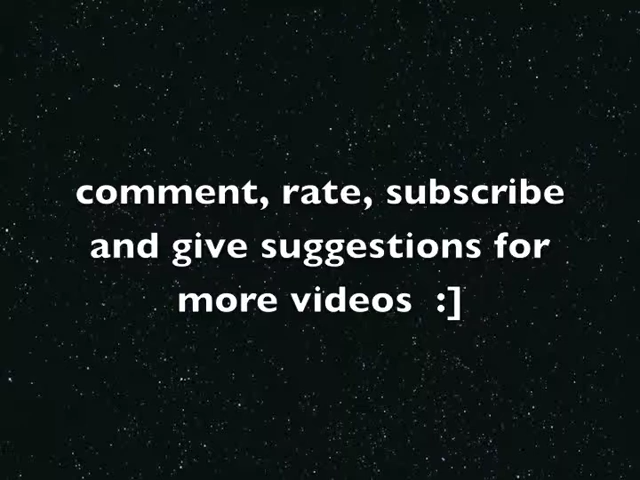 comment, rate, subscribe
and give suggestions for
more videos  :]